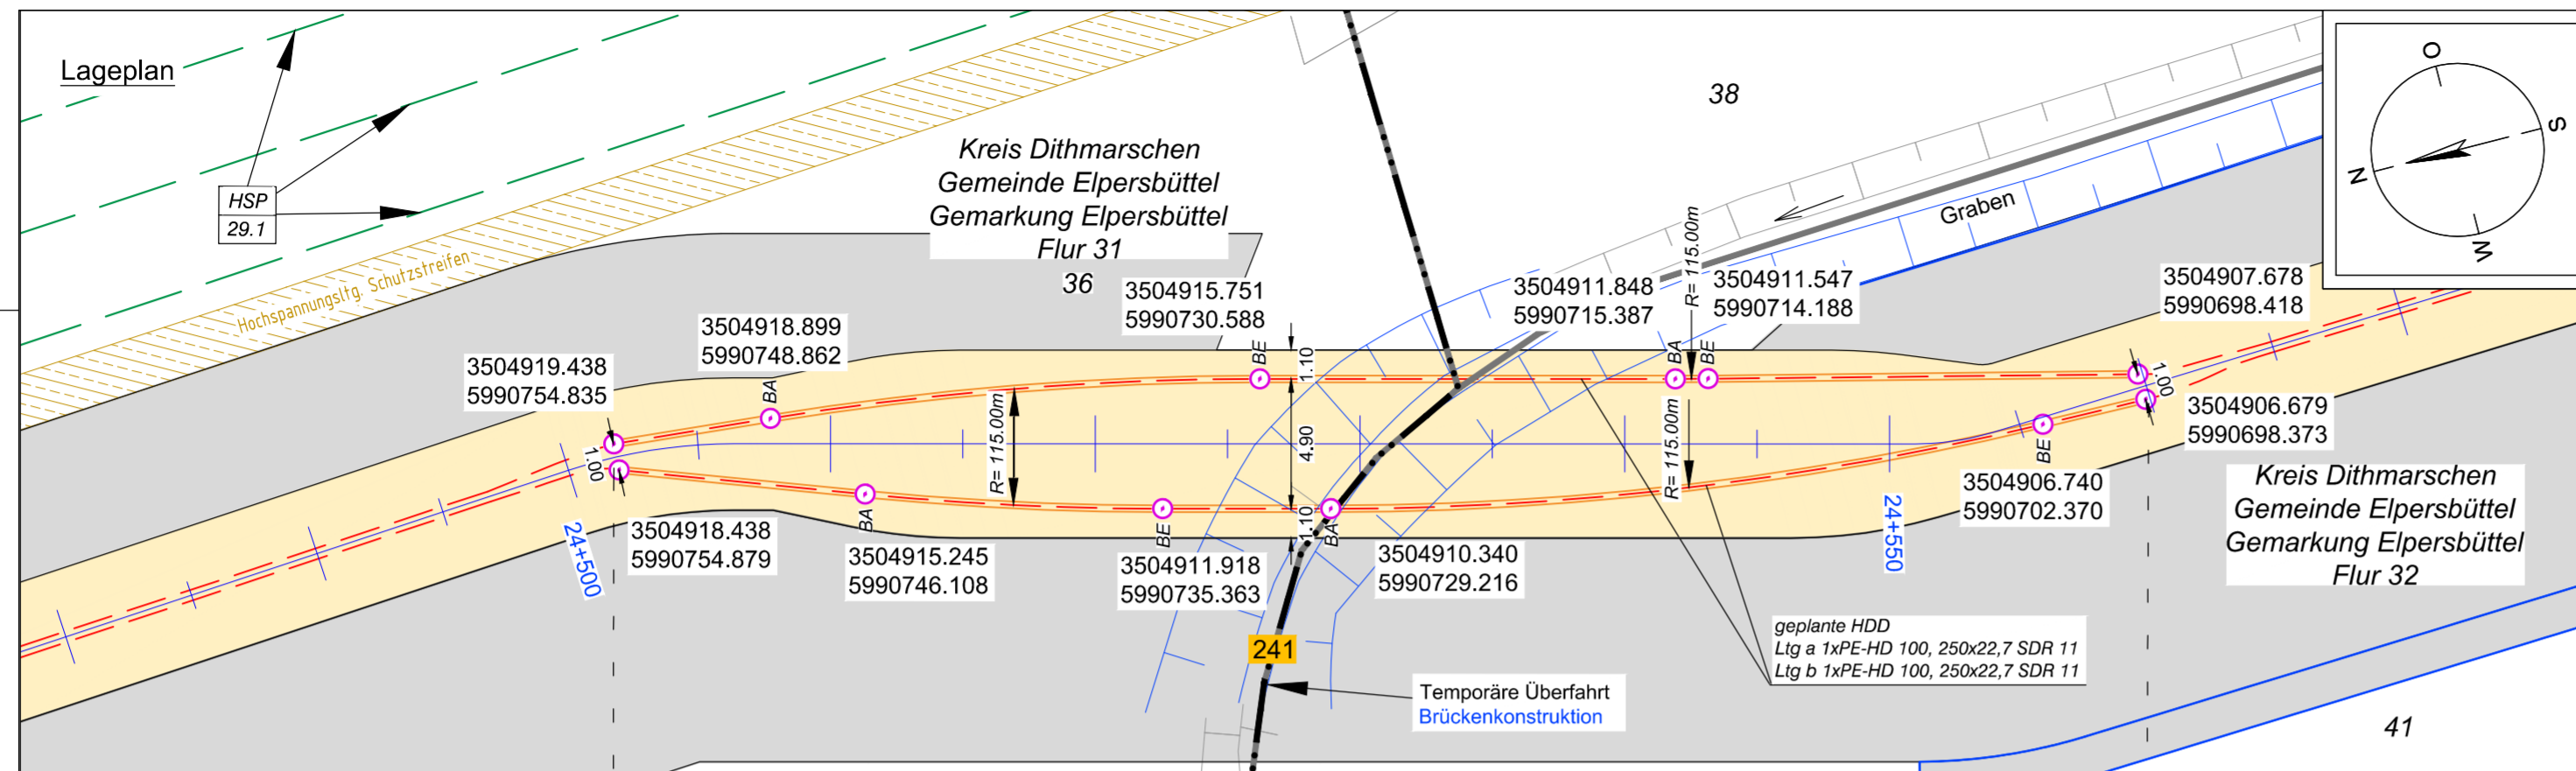 Lageplan
HSP
29.1
Hochspannungsltg. Schutzstreifen
Kreis Dithmarschen
Gemeinde Elpersbüttel
Gemarkung Elpersbüttel
Flur 31
36
38
Graben
O
S
N
W
3504919.438
5990754.835
3504918.899
5990748.862
3504915.751
5990730.588
3504911.848
5990715.387
R= 115.00m
3504911.547
5990714.188
3504907.678
5990698.418
BA
BE
1.10
BA
BE
1.00
1.00
R= 115.00m
4.90
R= 115.00m
3504906.679
5990698.373
BA
BE
1.10
BA
BE
24+500
3504918.438
5990754.879
3504915.245
5990746.108
3504911.918
5990735.363
3504910.340
5990729.216
3504906.740
5990702.370
24+550
Kreis Dithmarschen
Gemeinde Elpersbüttel
Gemarkung Elpersbüttel
Flur 32
241
geplante HDD
Ltg a 1xPE-HD 100, 250x22,7 SDR 11
Ltg b 1xPE-HD 100, 250x22,7 SDR 11
Temporäre Überfahrt
Brückenkonstruktion
41